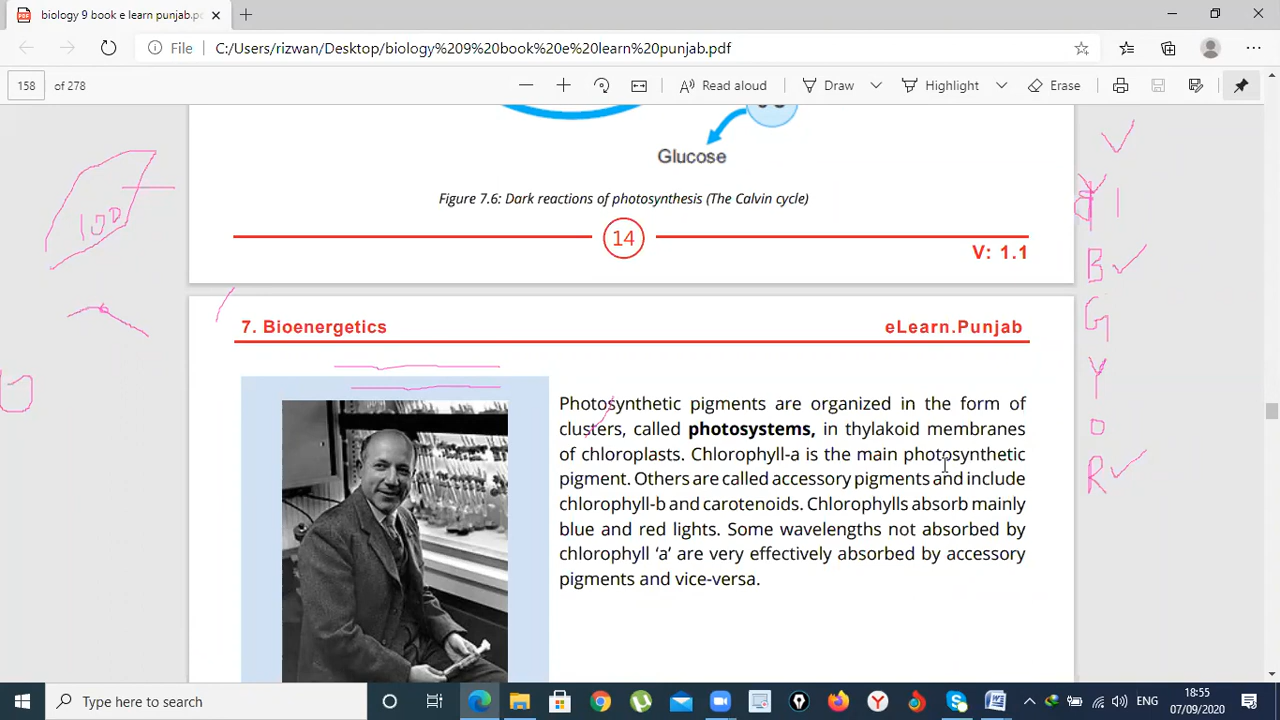 biology 9 book e learn punjab.pc
File C:/Users/rizwan/Desktop/biology%209%20book%20e%20learn%20punjab.pdf
158 of 278 Read aloud Draw Highlight Erase
Glucose
Figure 7.6: Dark reactions of photosynthesis (The Calvin cycle)
14
V: 1.1
7. Bioenergetics eLearn.Punjab
Photosynthetic pigments are organized in the form of
clusters, called photosystems, in thylakoid membranes
of chloroplasts. Chlorophyll-a is the main photosynthetic
pigment. Others are called accessory pigments and include
chlorophyll-b and carotenoids. Chlorophylls absorb mainly
blue and red lights. Some wavelengths not absorbed by
chlorophyll ‘a’ are very effectively absorbed by accessory
pigments and vice-versa.
100
V
B
G
Y
O
R
Type here to search
ENG 18:55
07/09/2020